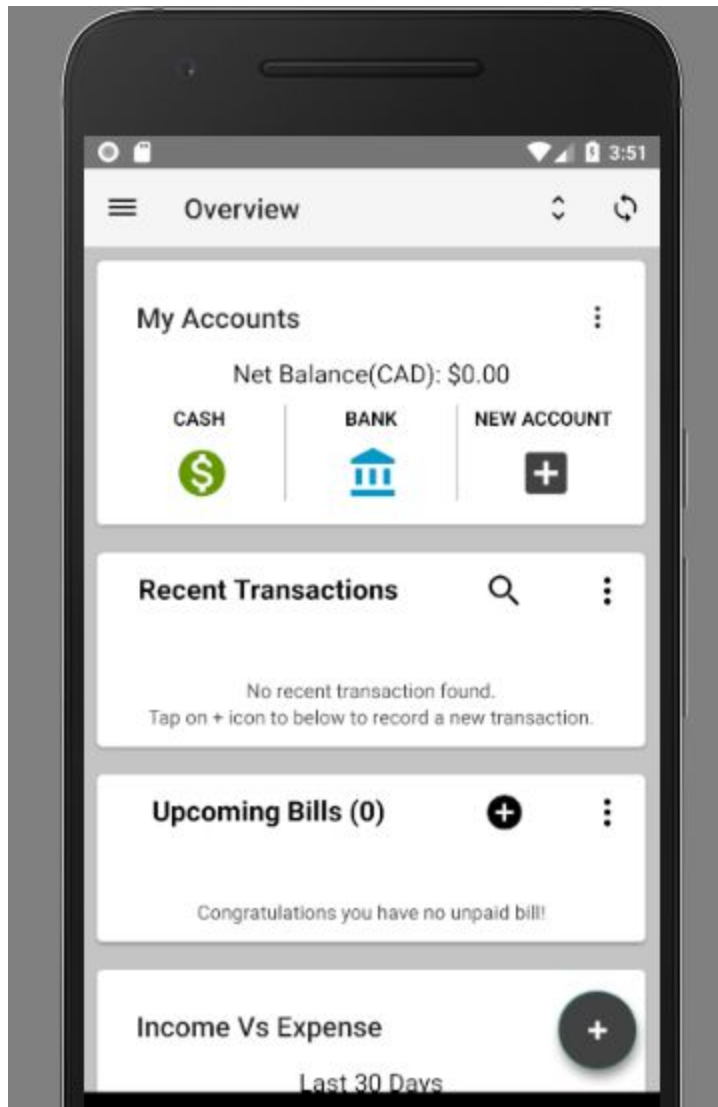 3:51
Overview
My Accounts
Net Balance(CAD): $0.00
CASH BANK NEW ACCOUNT
Recent Transactions
No recent transaction found.
Tap on + icon to below to record a new transaction.
Upcoming Bills (0)
Congratulations you have no unpaid bill!
Income Vs Expense
Last 30 Days